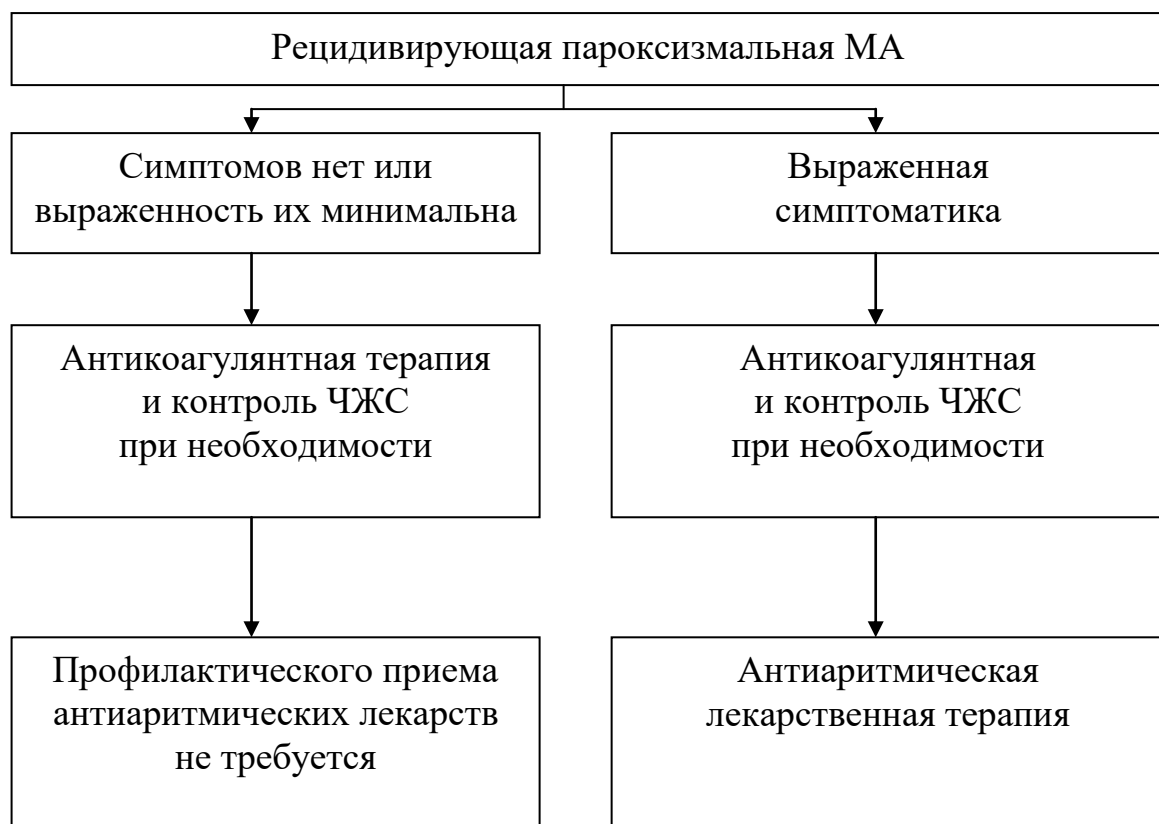 Рецидивирующая пароксизмальная МА
Симптомов нет или
выраженность их минимальна
Выраженная
симптоматика
Антикоагулянтная терапия
и контроль ЧЖС
при необходимости
Антикоагулянтная
и контроль ЧЖС
при необходимости
Профилактического приема
антиаритмических лекарств
не требуется
Антиаритмическая
лекарственная терапия